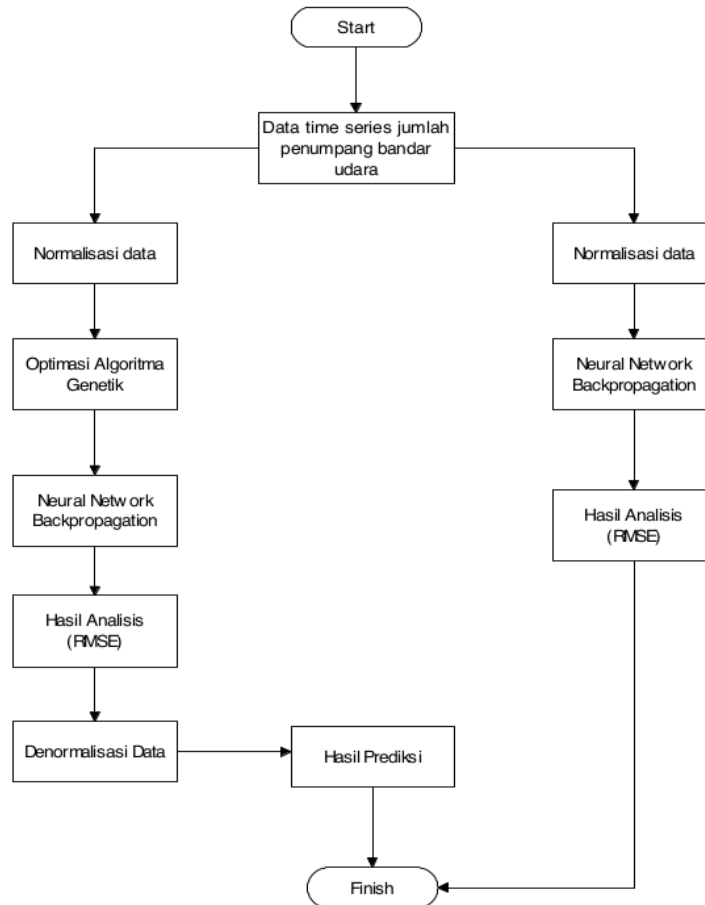 Start
Data time series jumlah
penumpang bandar
udara
Normalisasi data
Normalisasi data
Optimasi Algoritma
Genetik
Neural Network
Backpropagation
Neural Network
Backpropagation
Hasil Analisis
(RMSE)
Hasil Analisis
(RMSE)
Denormalisasi Data
Hasil Prediksi
Finish